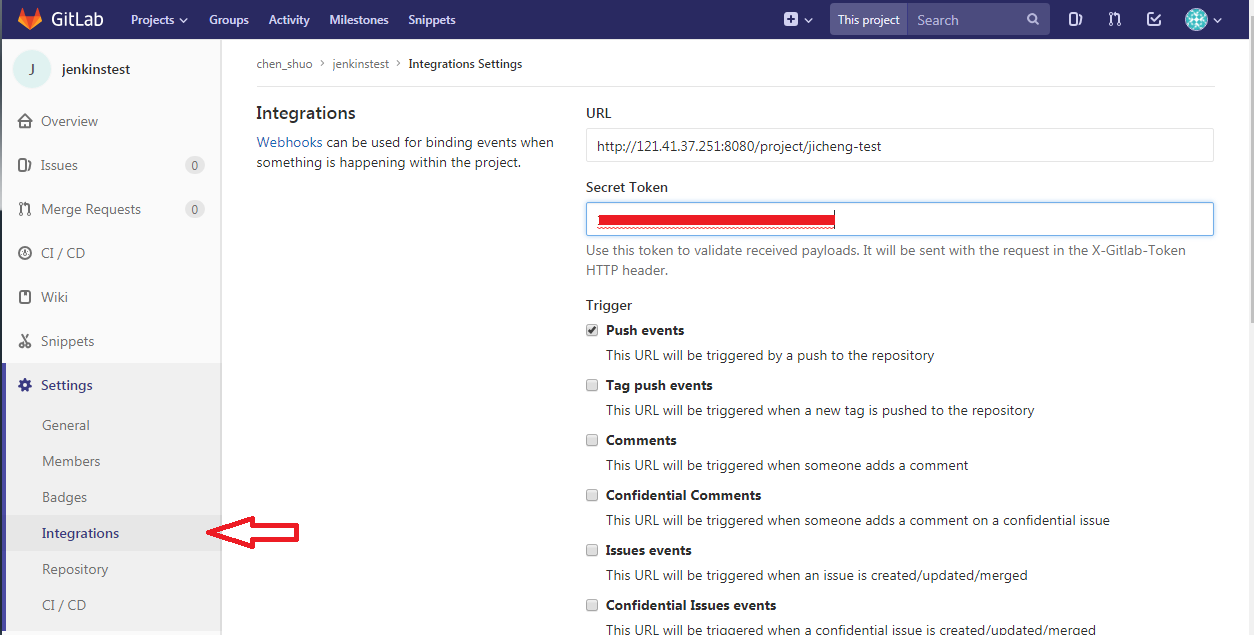 GitLab Projects Groups Activity Milestones Snippets This project Search
J jenkinstest
Overview
Issues 0
Merge Requests 0
CI / CD
Wiki
Snippets
Settings
General
Members
Badges
Integrations
Repository
CI / CD
chen_shuo > jenkinstest > Integrations Settings
Integrations
Webhooks can be used for binding events when
something is happening within the project.
URL
http://121.41.37.251:8080/project/jicheng-test
Secret Token
Use this token to validate received payloads. It will be sent with the request in the X-Gitlab-Token
HTTP header.
Trigger
Push events
This URL will be triggered by a push to the repository
Tag push events
This URL will be triggered when a new tag is pushed to the repository
Comments
This URL will be triggered when someone adds a comment
Confidential Comments
This URL will be triggered when someone adds a comment on a confidential issue
Issues events
This URL will be triggered when an issue is created/updated/merged
Confidential Issues events
This URL will be triggered when a confidential issue is created/updated/merged